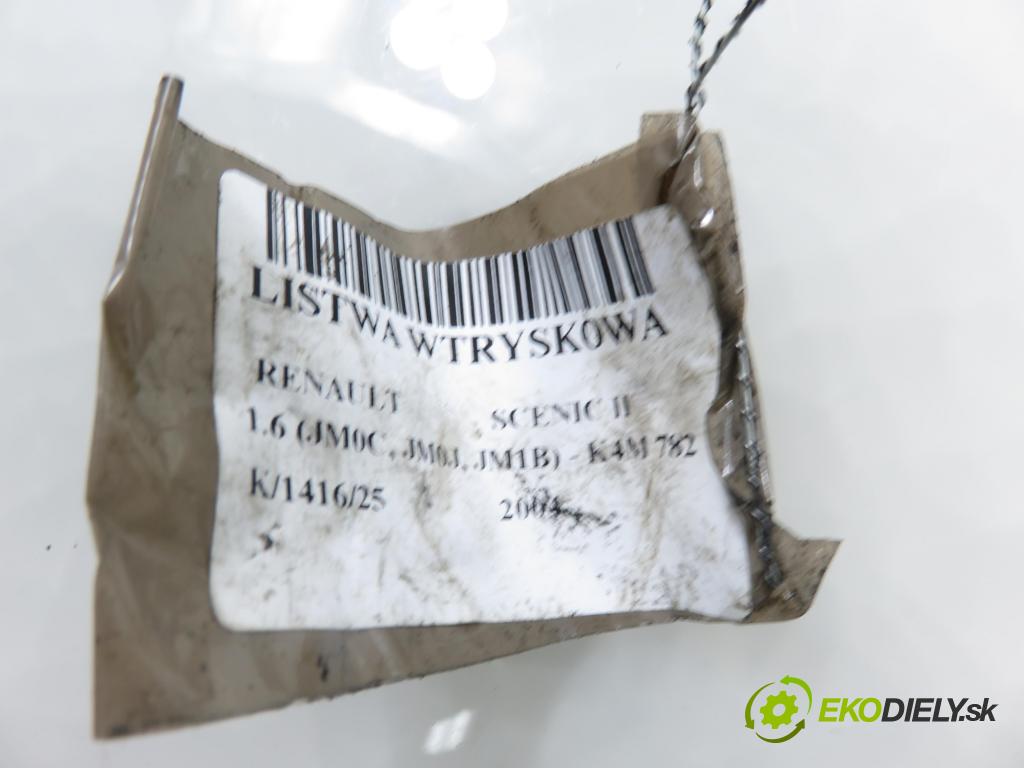 LISTWA WTRYSKOWA
RENAULT SCENIC II
1.6 (JM0C, JM0J, JM1B) - K4M 782
K/1416/25 2004
EKODIELY.sk